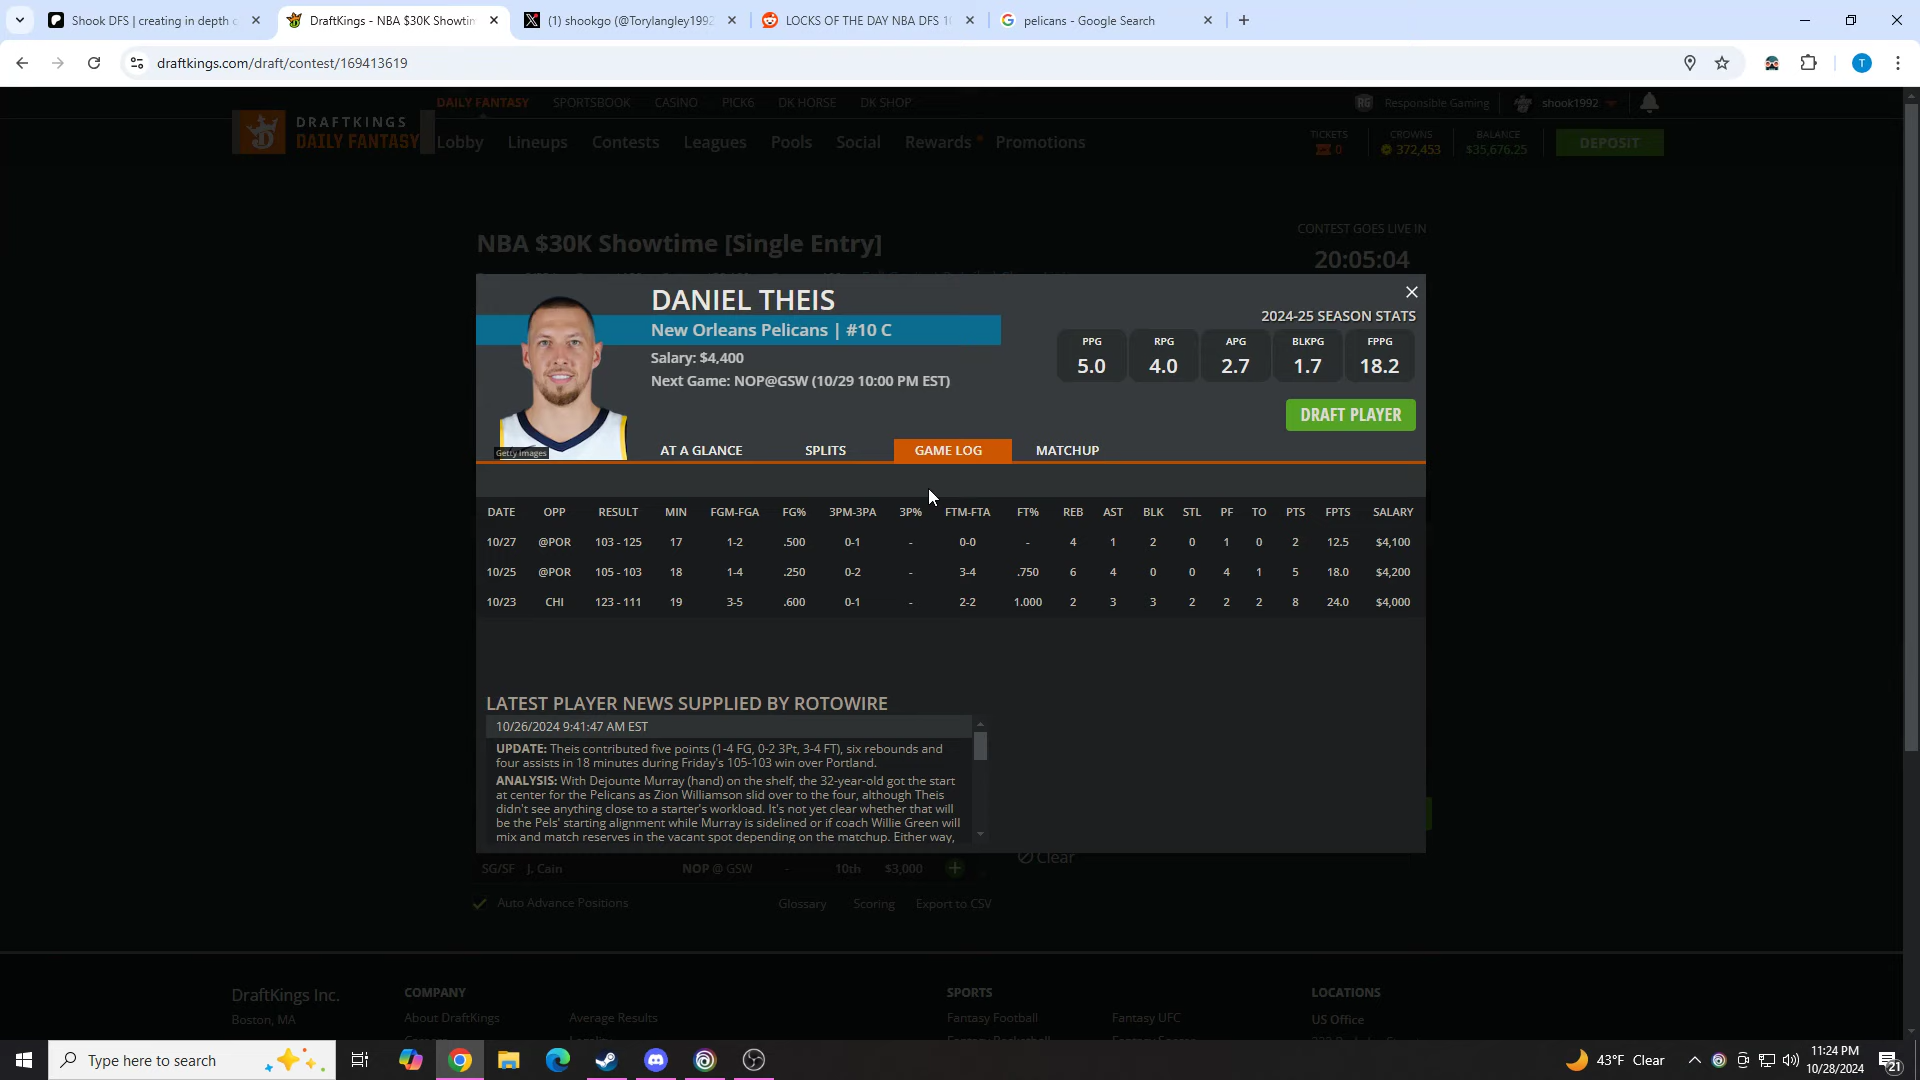 Shook DFS | creating in depth
DraftKings - NBA $30K Showtin
(1) shookgo (@Torylangley1992
LOCKS OF THE DAY NBA DFS 1
pelicans - Google Search
draftkings.com/draft/contest/169413619
T
DAILY FANTASY SPORTSBOOK CASINO PICK6 DK HORSE DK SHOP
RG Responsible Gaming shook1992
DRAFTKINGS
DAILY FANTASY
Lobby Lineups Contests Leagues Pools Social Rewards Promotions
TICKETS CROWNS BALANCE
0 372,453 $35,676.25
DEPOSIT
NBA $30K Showtime [Single Entry]
CONTEST GOES LIVE IN
20:05:04
DANIEL THEIS
New Orleans Pelicans | #10 C
Salary: $4,400
Next Game: NOP@GSW (10/29 10:00 PM EST)
Getty Images
2024-25 SEASON STATS
PPG RPG APG BLKPG FPPG
5.0 4.0 2.7 1.7 18.2
DRAFT PLAYER
AT A GLANCE SPLITS GAME LOG MATCHUP
DATE OPP RESULT MIN FGM-FGA FG% 3PM-3PA 3P% FTM-FTA FT% REB AST BLK STL PF TO PTS FPTS SALARY
10/27 @POR 103 - 125 17 1-2 .500 0-1 - 0-0 - 4 1 2 0 1 0 2 12.5 $4,100
10/25 @POR 105 - 103 18 1-4 .250 0-2 - 3-4 .750 6 4 0 0 4 1 5 18.0 $4,200
10/23 CHI 123 - 111 19 3-5 .600 0-1 - 2-2 1.000 2 3 3 2 2 2 8 24.0 $4,000
LATEST PLAYER NEWS SUPPLIED BY ROTOWIRE
10/26/2024 9:41:47 AM EST
UPDATE: Theis contributed five points (1-4 FG, 0-2 3Pt, 3-4 FT), six rebounds and
four assists in 18 minutes during Friday's 105-103 win over Portland.
ANALYSIS: With Dejounte Murray (hand) on the shelf, the 32-year-old got the start
at center for the Pelicans as Zion Williamson slid over to the four, although Theis
didn't see anything close to a starter's workload. It's not yet clear whether that will
be the Pels' starting alignment while Murray is sidelined or if coach Willie Green will
mix and match reserves in the vacant spot depending on the matchup. Either way,
SG/SF J. Cain NOP @ GSW - 10th $3,000
Clear
Auto Advance Positions
Glossary Scoring Export to CSV
DraftKings Inc.
Boston, MA
COMPANY
About DraftKings
Average Results
SPORTS
Fantasy Football
Fantasy UFC
LOCATIONS
US Office
Type here to search
43°F Clear
11:24 PM
10/28/2024
21